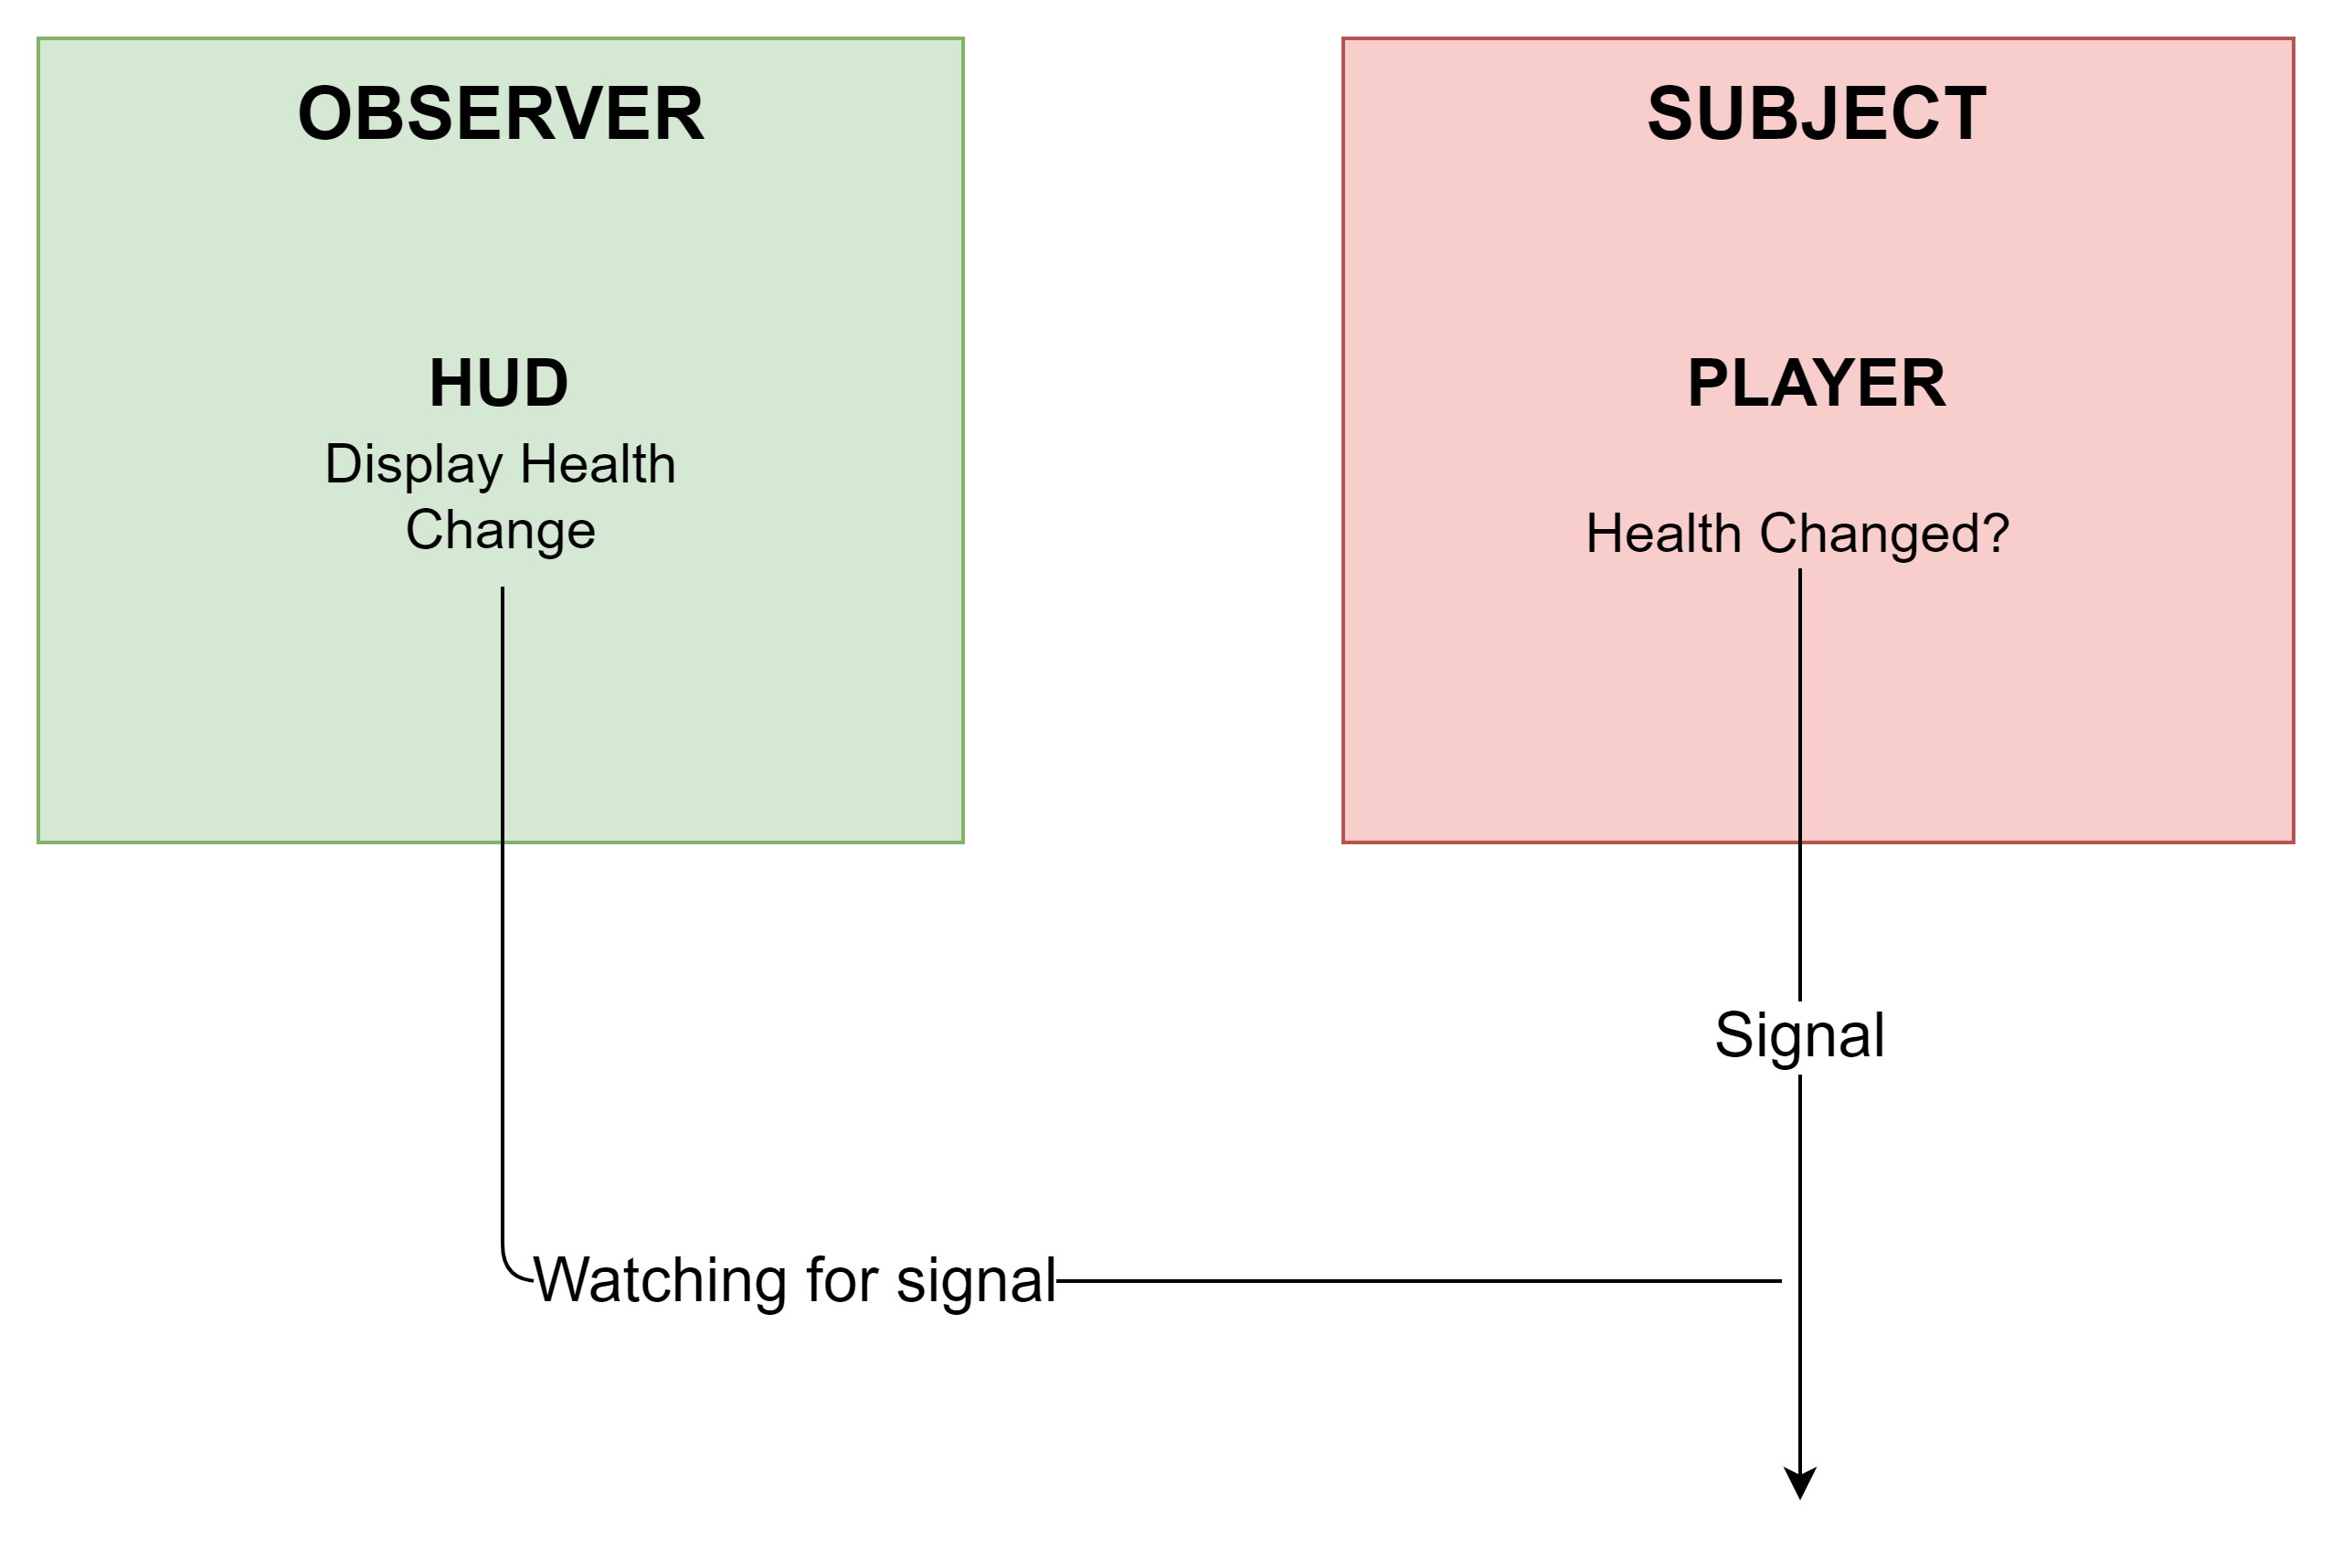 OBSERVER
HUD
Display Health
Change
SUBJECT
PLAYER
Health Changed?
Signal
Watching for signal